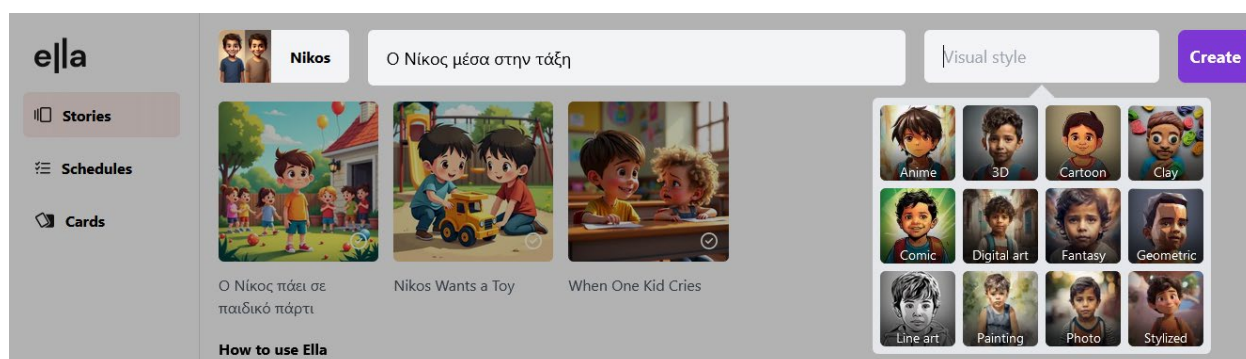 ella
Stories
Schedules
Cards
Nikos
Ο Νίκος μέσα στην τάξη
Visual style
Create
Anime
3D
Cartoon
Clay
Comic
Digital art
Fantasy
Geometric
Line art
Painting
Photo
Stylized
Ο Νίκος πάει σε
παιδικό πάρτι
Nikos Wants a Toy
When One Kid Cries
How to use Ella